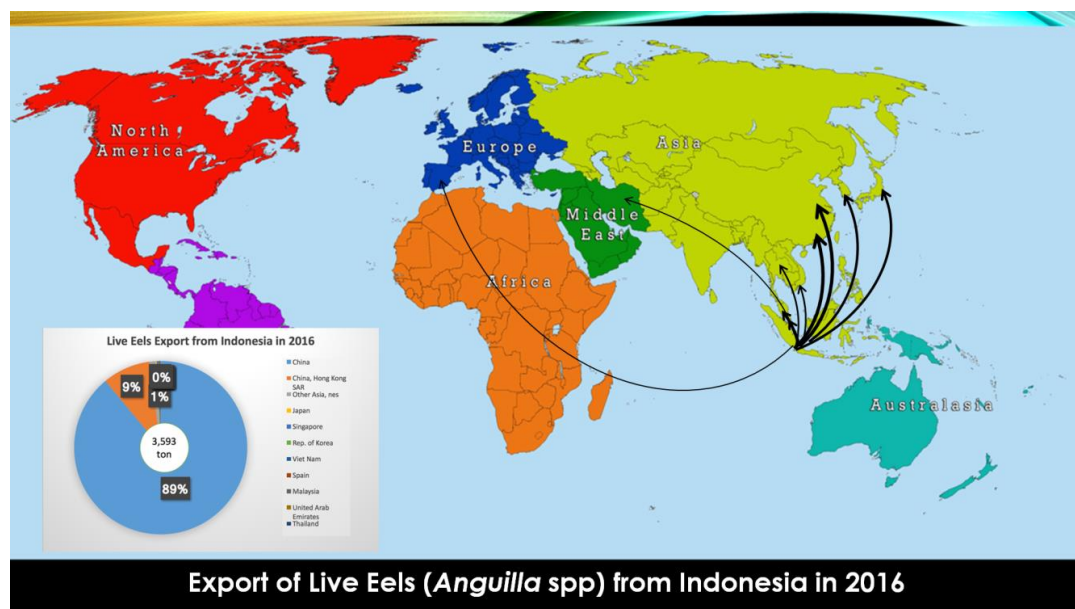 North
America
Europe
Asia
Middle
East
Africa
Australasia
Live Eels Export from Indonesia in 2016
9%
0%
1%
3,593
ton
89%
China
China, Hong Kong
SAR
Other Asia, nes
Japan
Singapore
Rep. of Korea
Viet Nam
Spain
Malaysia
United Arab
Emirates
Thailand
Export of Live Eels (Anguilla spp) from Indonesia in 2016